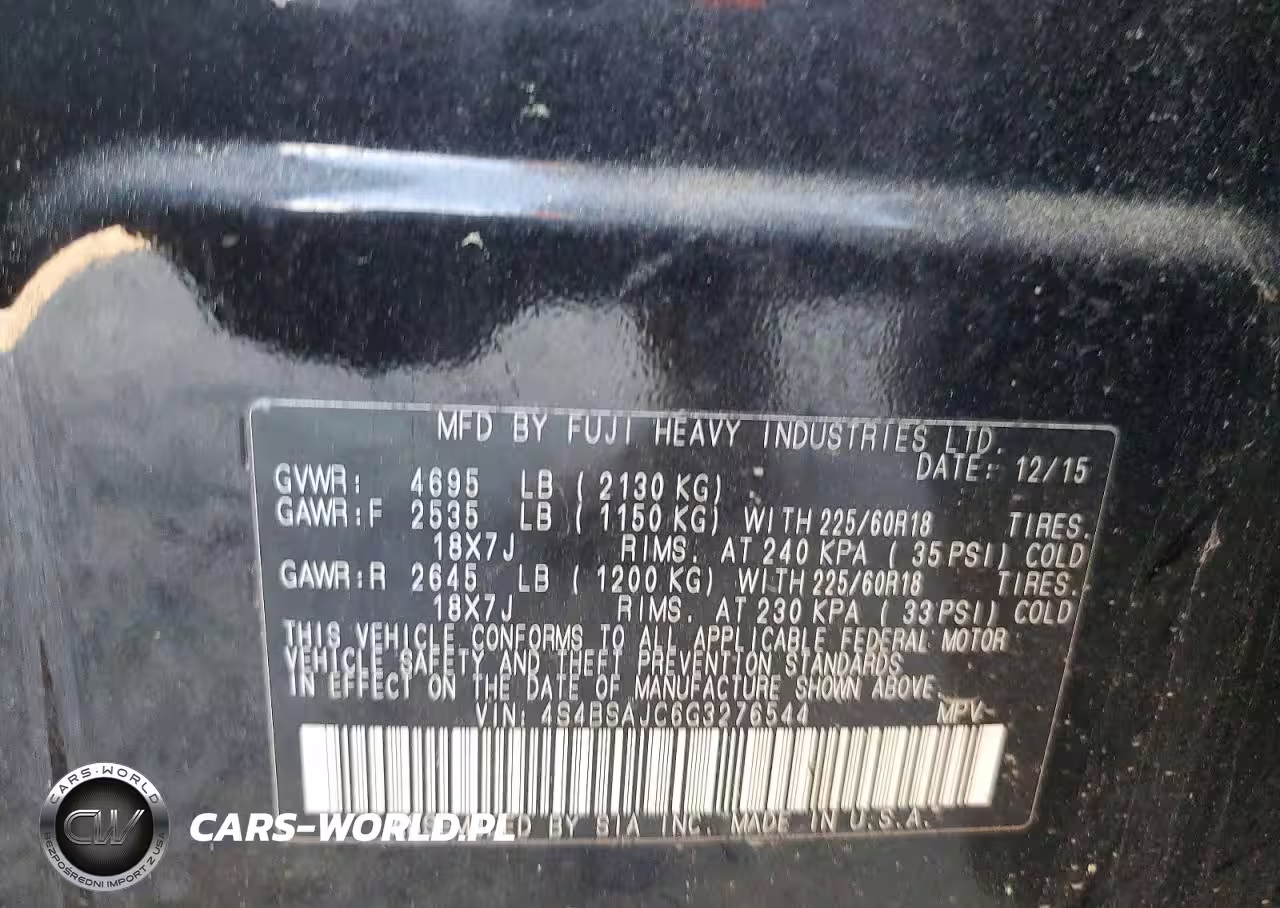 MFD BY FUJI HEAVY INDUSTRIES LTD.
DATE: 12/15
GVWR: 4695 LB ( 2130 KG)
GAWR:F 2535 LB ( 1150 KG) WITH 225/60R18 TIRES.
18X7J RIMS. AT 240 KPA ( 35 PSI) COLD
GAWR:R 2645 LB ( 1200 KG) WITH 225/60R18 TIRES.
18X7J RIMS. AT 230 KPA ( 33 PSI) COLD
THIS VEHICLE CONFORMS TO ALL APPLICABLE FEDERAL MOTOR
VEHICLE SAFETY AND THEFT PREVENTION STANDARDS
IN EFFECT ON THE DATE OF MANUFACTURE SHOWN ABOVE.
VIN: 4S4BSAJC6G3276544 MPV-
BY SIA INC. MADE IN U.S.A.
CARS-WORLD.PL
CARS-WORLD
CW
BEZPOŚREDNI IMPORT Z USA